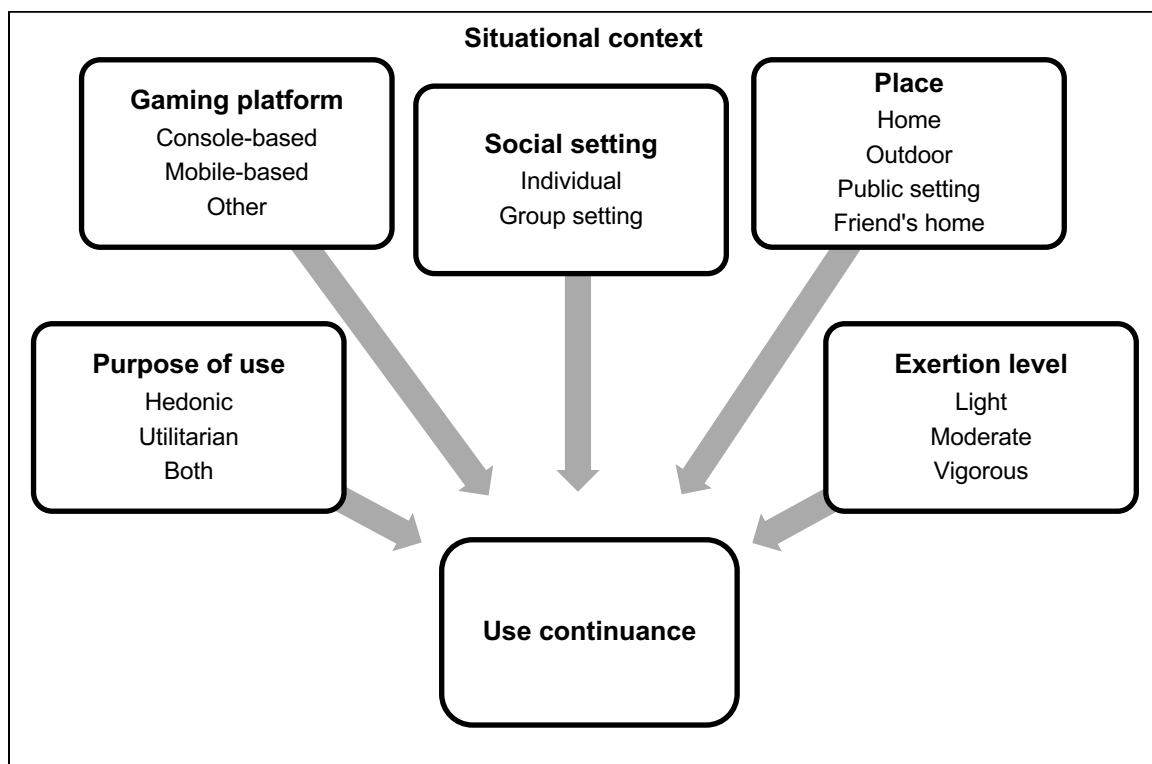 Situational context
Gaming platform
Console-based
Mobile-based
Other
Social setting
Individual
Group setting
Place
Home
Outdoor
Public setting
Friend's home
Purpose of use
Hedonic
Utilitarian
Both
Exertion level
Light
Moderate
Vigorous
Use continuance